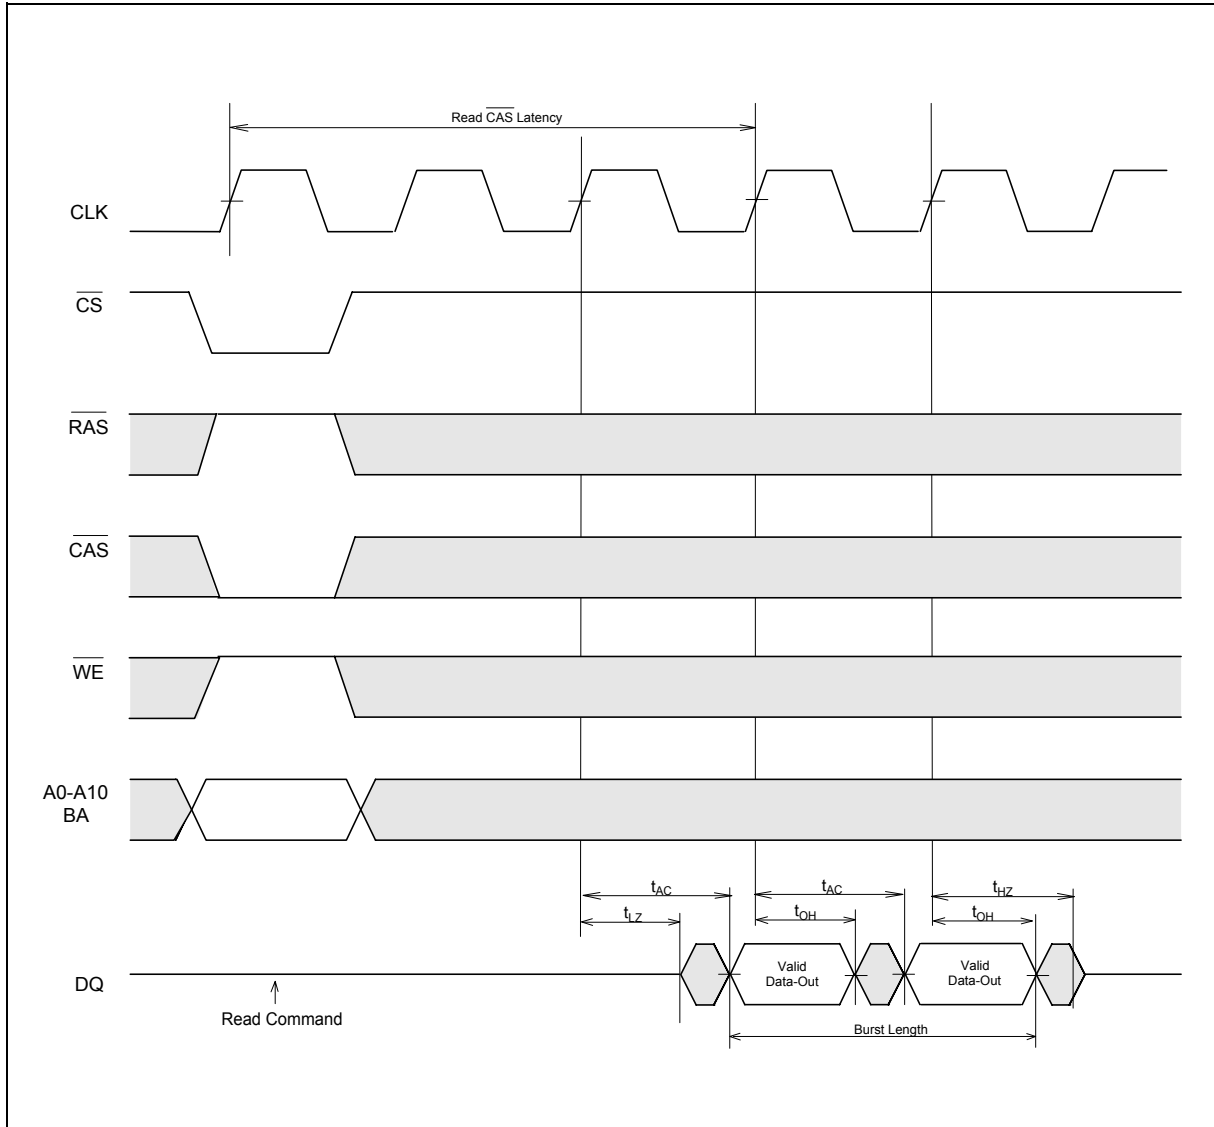 Read CAS Latency
CLK
CS
RAS
CAS
WE
A0-A10
BA
tAC
tAC
tHZ
tLZ
tOH
tOH
DQ
Valid
Data-Out
Valid
Data-Out
Read Command
Burst Length